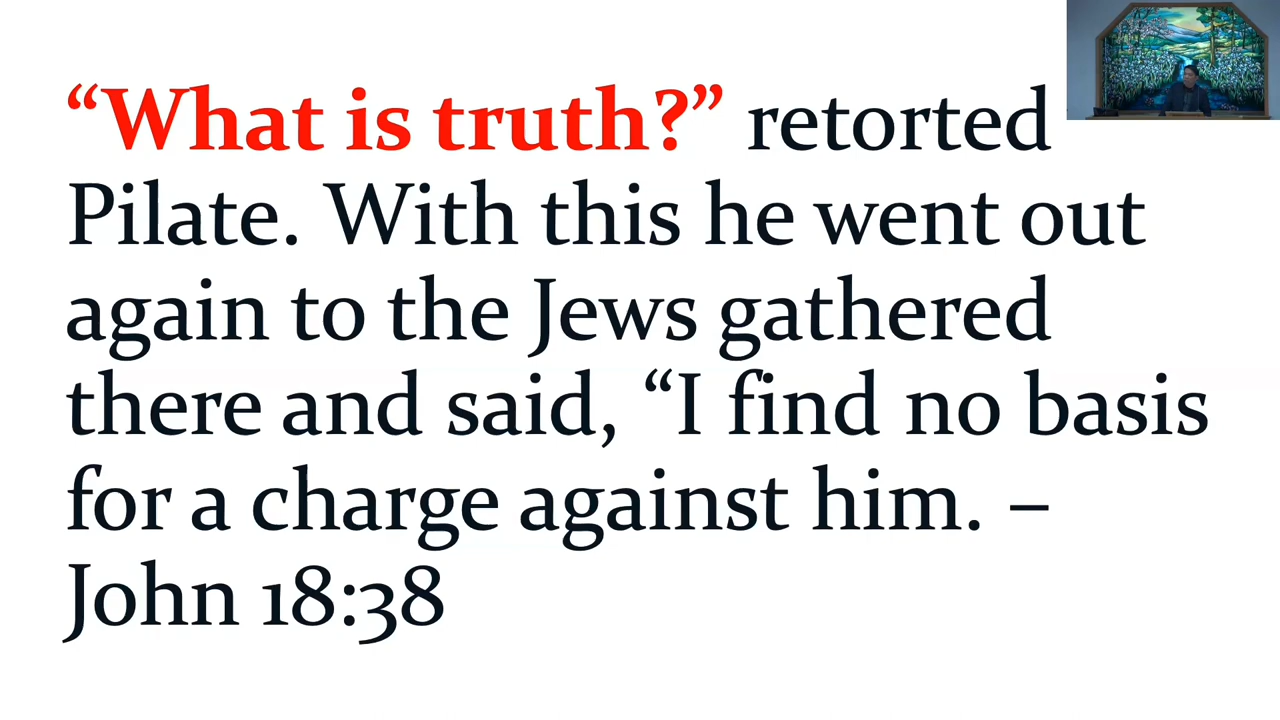 “What is truth?” retorted
Pilate. With this he went out
again to the Jews gathered
there and said, “I find no basis
for a charge against him. –
John 18:38